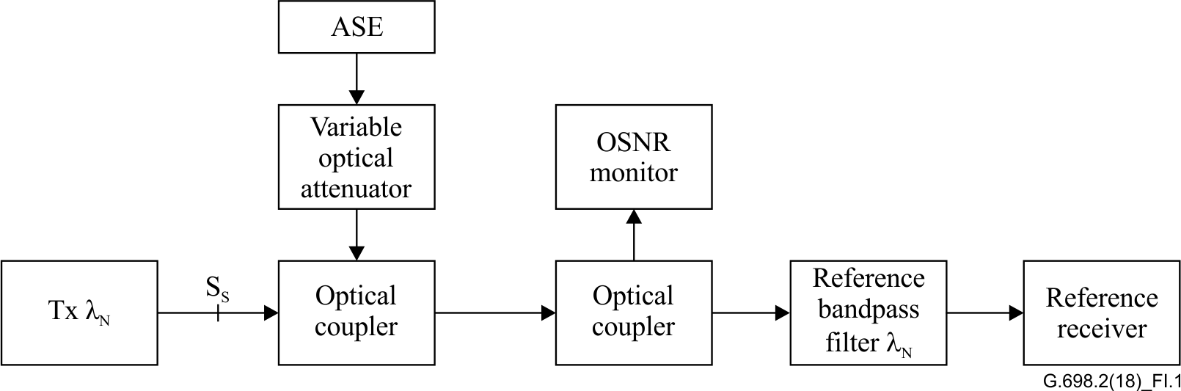 ASE
Variable
optical
attenuator
OSNR
monitor
Tx λN
SS
Optical
coupler
Optical
coupler
Reference
bandpass
filter λN
Reference
receiver
G.698.2(18)_FI.1